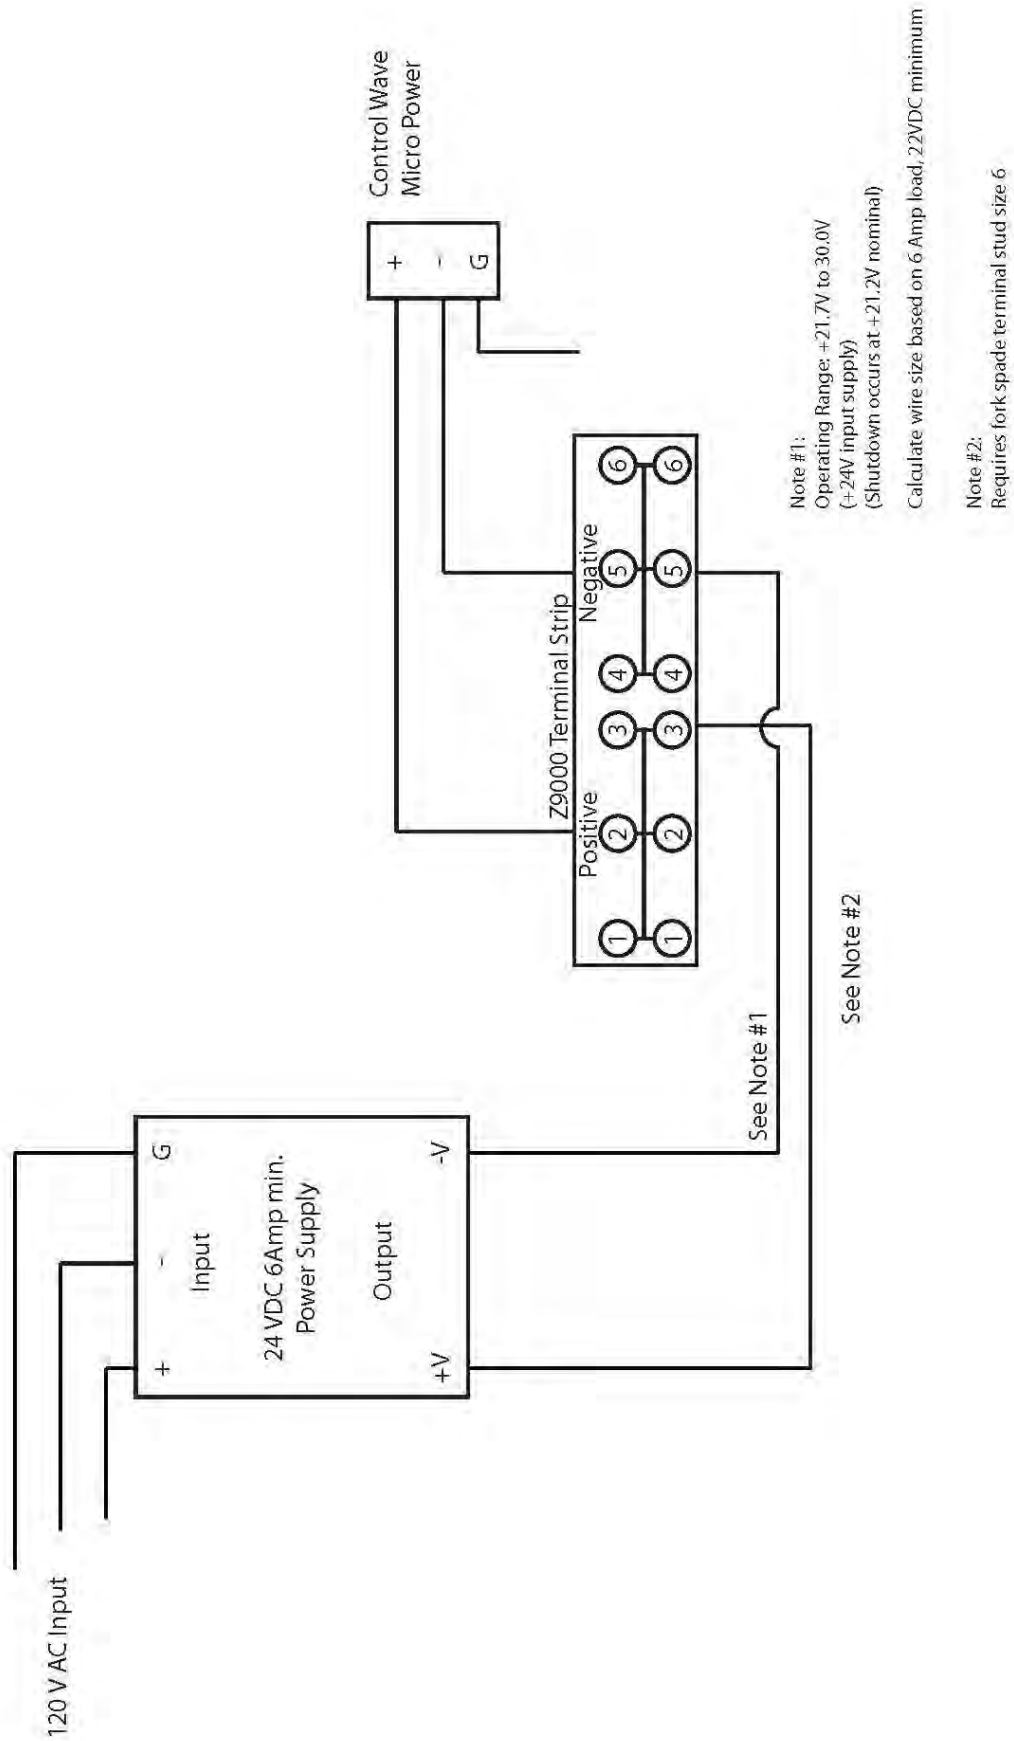 120 V AC Input
+
-
G
Input
24 VDC 6Amp min.
Power Supply
Output
+V
-V
See Note #1
See Note #2
Z9000 Terminal Strip
Positive
Negative
1
2
3
4
5
6
1
2
3
4
5
6
Control Wave
Micro Power
+
-
G
Note #1:
Operating Range: +21.7V to 30.0V
(+24V input supply)
(Shutdown occurs at +21.2V nominal)
Calculate wire size based on 6 Amp load, 22VDC minimum
Note #2:
Requires fork spade terminal stud size 6